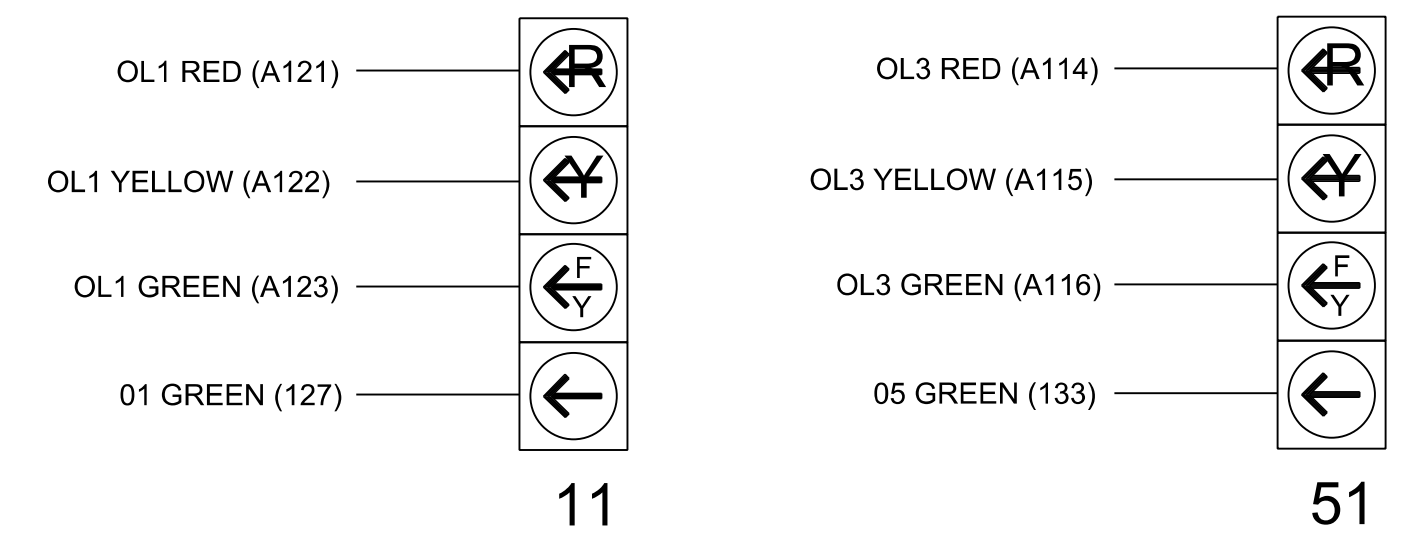 OL1 RED (A121)
R
OL1 YELLOW (A122)
Y
OL1 GREEN (A123)
F
Y
01 GREEN (127)
11
OL3 RED (A114)
R
OL3 YELLOW (A115)
Y
OL3 GREEN (A116)
F
Y
05 GREEN (133)
51